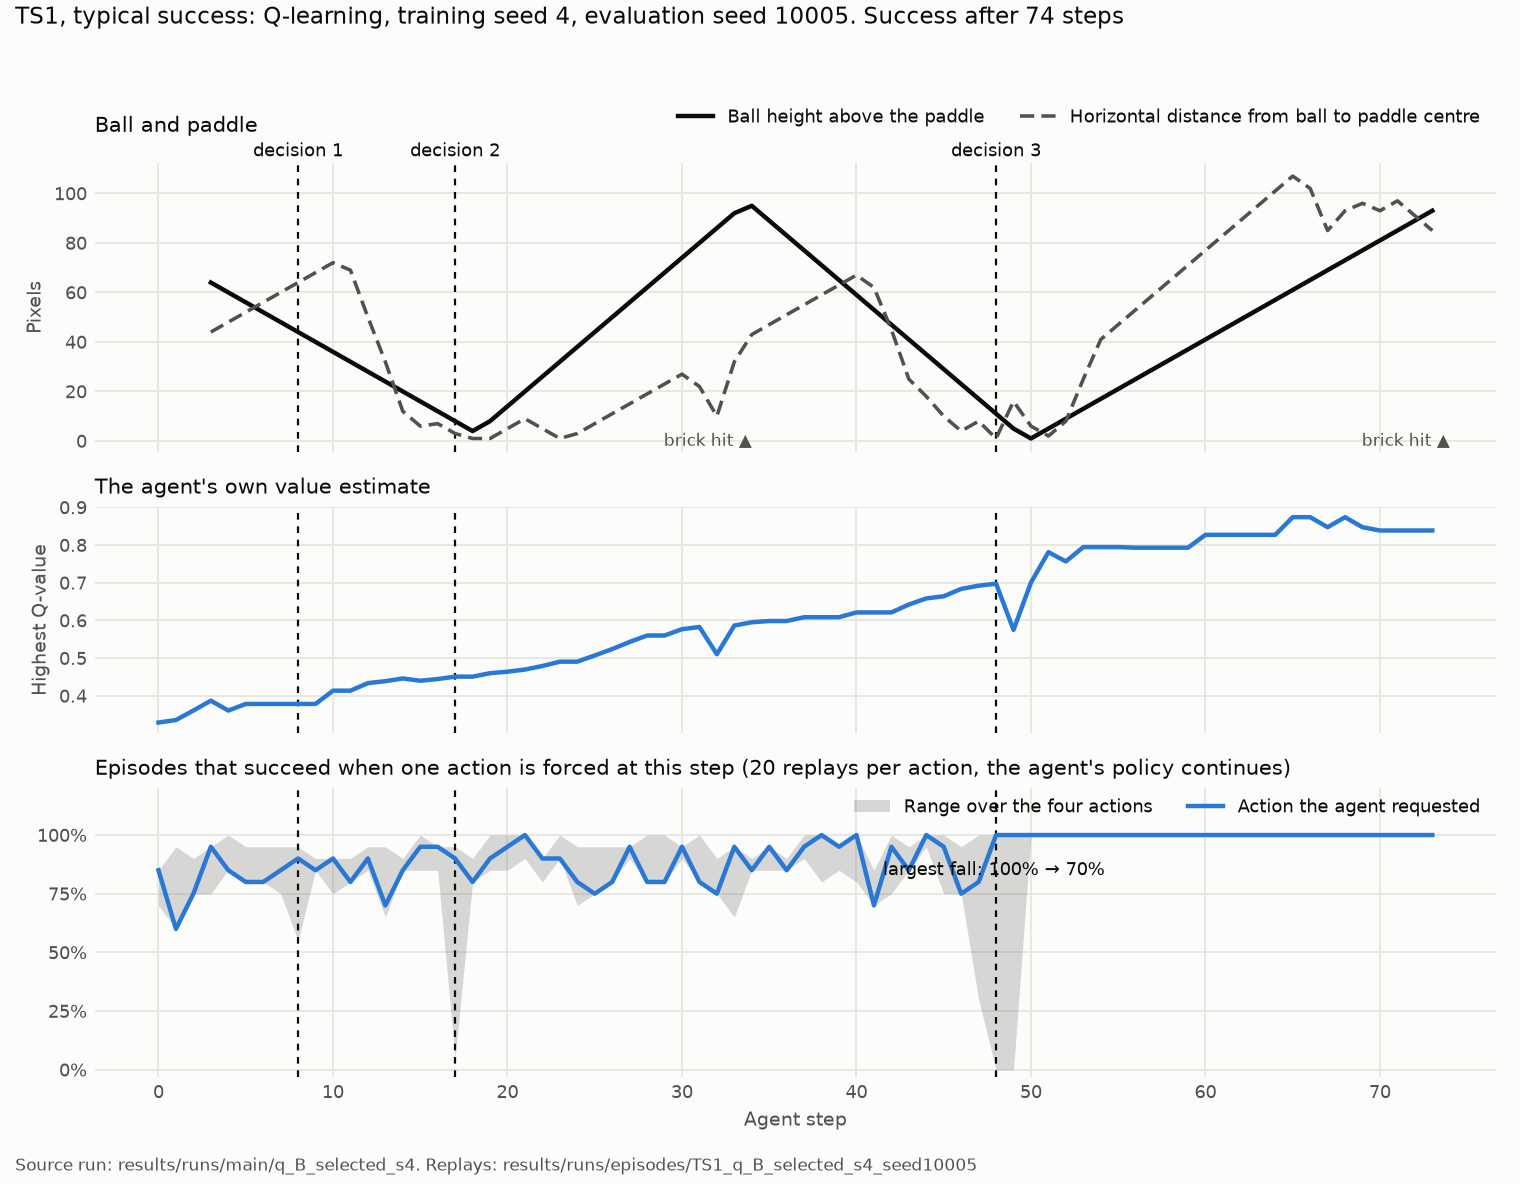 TS1, typical success: Q-learning, training seed 4, evaluation seed 10005. Success after 74 steps
Ball and paddle
Ball height above the paddle
Horizontal distance from ball to paddle centre
decision 1
decision 2
decision 3
100
80
60
40
20
0
Pixels
brick hit ▲
brick hit ▲
The agent's own value estimate
0.9
0.8
0.7
0.6
0.5
0.4
Highest Q-value
Episodes that succeed when one action is forced at this step (20 replays per action, the agent's policy continues)
Range over the four actions
Action the agent requested
100%
75%
50%
25%
0%
largest fall: 100% → 70%
0 10 20 30 40 50 60 70
Agent step
Source run: results/runs/main/q_B_selected_s4. Replays: results/runs/episodes/TS1_q_B_selected_s4_seed10005